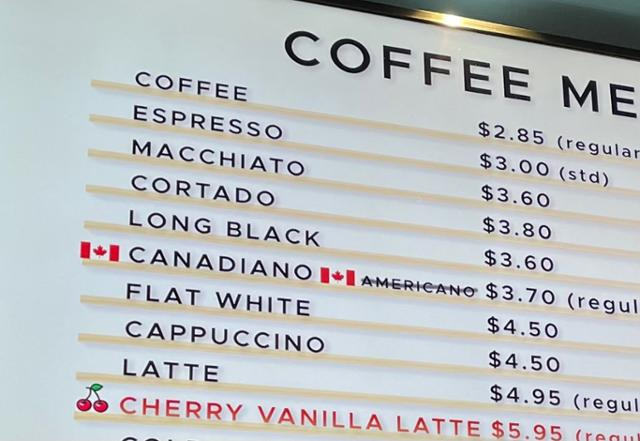 COFFEE ME
COFFEE $2.85 (regular
ESPRESSO $3.00 (std)
MACCHIATO $3.60
CORTADO $3.80
LONG BLACK $3.60
CANADIANO AMERICANO $3.70 (regul
FLAT WHITE $4.50
CAPPUCCINO $4.50
LATTE $4.95 (regul
CHERRY VANILLA LATTE $5.95 (regul